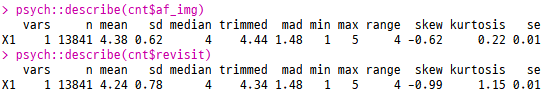 > psych::describe(cnt$af_img)
   vars     n mean   sd median trimmed  mad min max range  skew kurtosis   se
X1    1 13841 4.38 0.62      4    4.44 1.48   1   5     4 -0.62     0.22 0.01
> psych::describe(cnt$revisit)
   vars     n mean   sd median trimmed  mad min max range  skew kurtosis   se
X1    1 13841 4.24 0.78      4    4.34 1.48   1   5     4 -0.99     1.15 0.01